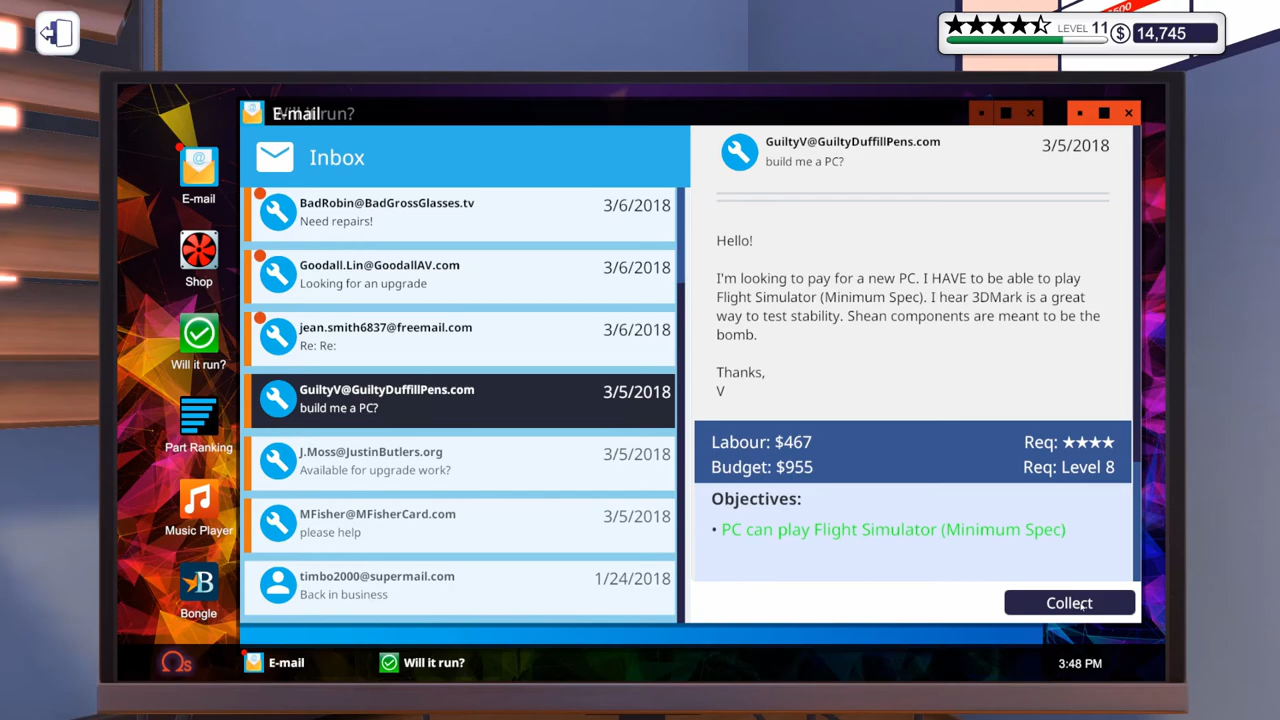 500
LEVEL 11
$ 14,745
E-mail
run?
Inbox
BadRobin@BadGrossGlasses.tv
3/6/2018
Need repairs!
Goodall.Lin@GoodallAV.com
3/6/2018
Looking for an upgrade
jean.smith6837@freemail.com
3/6/2018
Re: Re:
GuiltyV@GuiltyDuffillPens.com
3/5/2018
build me a PC?
J.Moss@JustinButlers.org
3/5/2018
Available for upgrade work?
MFisher@MFisherCard.com
3/5/2018
please help
timbo2000@supermail.com
1/24/2018
Back in business
GuiltyV@GuiltyDuffillPens.com
3/5/2018
build me a PC?
Hello!
I'm looking to pay for a new PC. I HAVE to be able to play
Flight Simulator (Minimum Spec). I hear 3DMark is a great
way to test stability. Shean components are meant to be the
bomb.
Thanks,
V
Labour: $467
Req: ★★★★
Budget: $955
Req: Level 8
Objectives:
• PC can play Flight Simulator (Minimum Spec)
Collect
E-mail
Shop
Will it run?
Part Ranking
Music Player
Bongle
Ωs
E-mail
Will it run?
3:48 PM